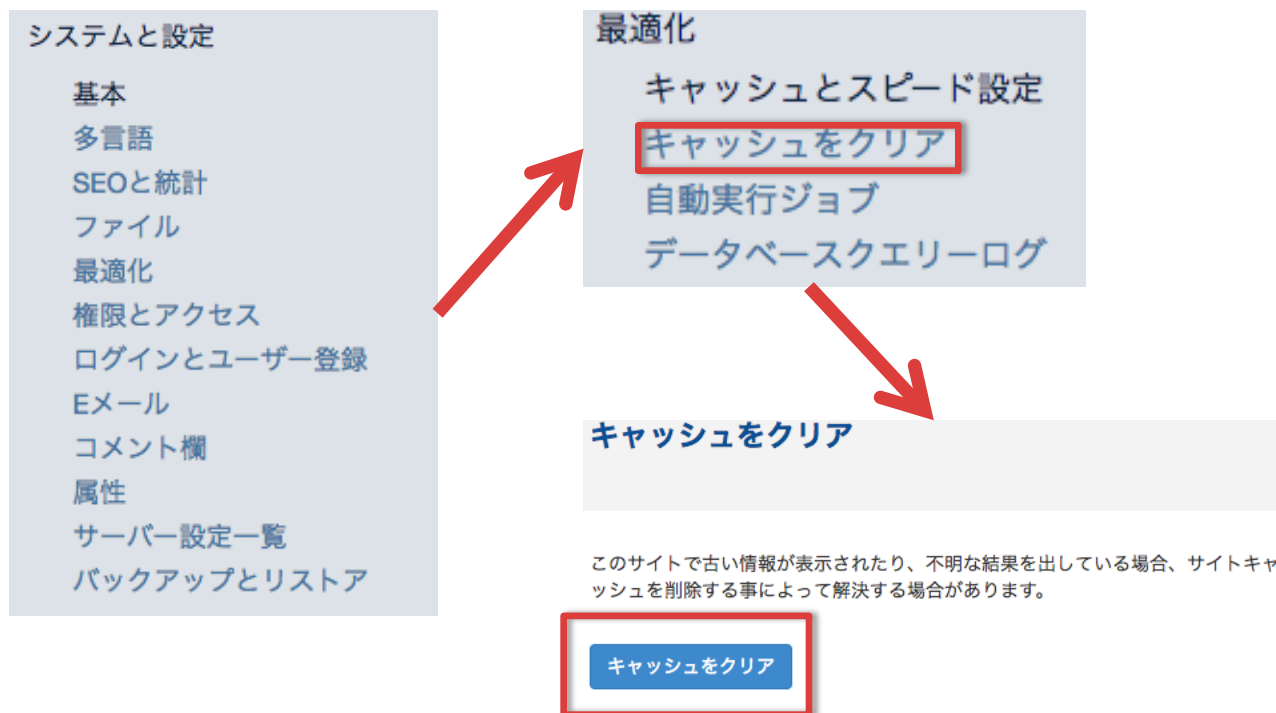 システムと設定
基本
多言語
SEOと統計
ファイル
最適化
権限とアクセス
ログインとユーザー登録
Eメール
コメント欄
属性
サーバー設定一覧
バックアップとリストア
最適化
キャッシュとスピード設定
キャッシュをクリア
自動実行ジョブ
データベースクエリーログ
キャッシュをクリア
このサイトで古い情報が表示されたり、不明な結果を出している場合、サイトキャ
ッシュを削除する事によって解決する場合があります。
キャッシュをクリア